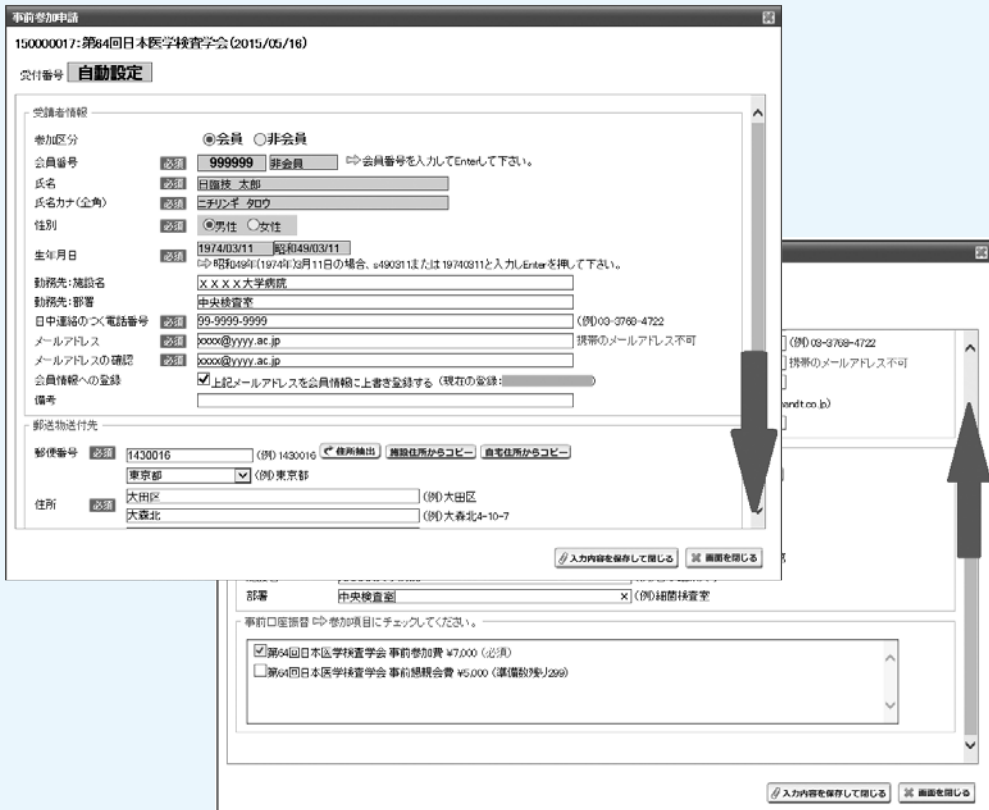 事前参加申請
150000017:第64回日本医学検査学会(2015/05/16)
受付番号 自動設定
受講者情報
参加区分 会員 非会員
会員番号 必須 999999 非会員 ⇨会員番号を入力してEnterして下さい。
氏名 必須 日臨技 太郎
氏名カナ(全角) 必須 ニチリンギ タロウ
性別 必須 男性 女性
生年月日 必須 1974/03/11 昭和49/03/11
⇨昭和49年(1974年)3月11日の場合、s490311または19740311と入力しEnterを押して下さい。
勤務先:施設名 XXXX大学病院
勤務先:部署 中央検査室
日中連絡のつく電話番号 必須 99-9999-9999 (例)03-3768-4722
メールアドレス 必須 xxxx@yyyy.ac.jp 携帯のメールアドレス不可
メールアドレスの確認 必須 xxxx@yyyy.ac.jp
会員情報への登録 上記メールアドレスを会員情報に上書き登録する (現在の登録: )
備考
郵送物送付先
郵便番号 必須 1430016 (例) 1430016 住所抽出 施設住所からコピー 自宅住所からコピー
東京都 (例)東京都
住所 必須 大田区 (例)大田区
大森北 (例)大森北4-10-7
入力内容を保存して閉じる 画面を閉じる
(例)03-3768-4722
携帯のメールアドレス不可
andt.co.jp)
部署 中央検査室 × (例)細菌検査室
事前口座振替 ⇨参加項目にチェックしてください。
第64回日本医学検査学会 事前参加費 ¥7,000 (必須)
第64回日本医学検査学会 事前懇親会費 ¥5,000 (準備数残り299)
入力内容を保存して閉じる 画面を閉じる